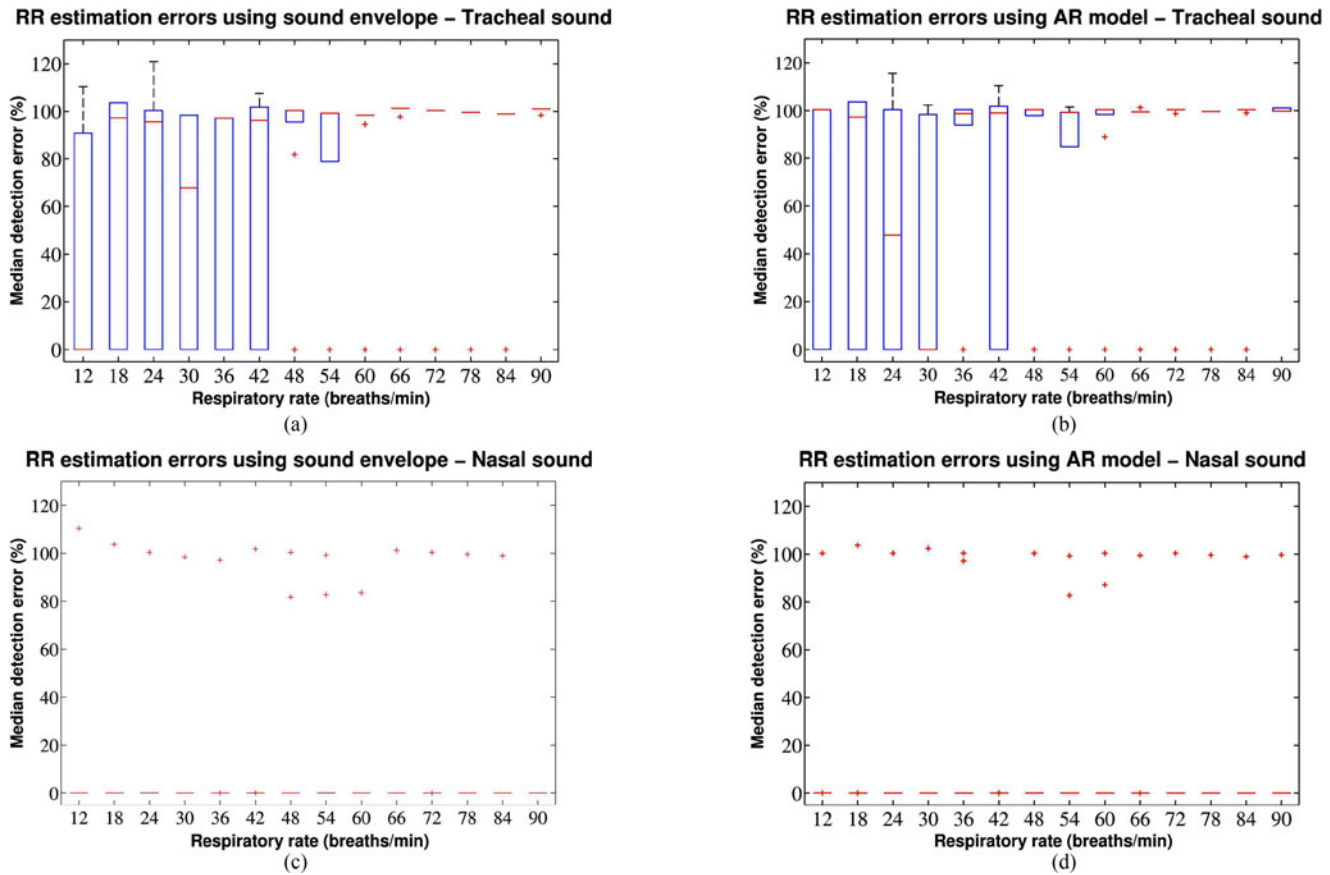 RR estimation errors using sound envelope – Tracheal sound
Median detection error (%)
120
100
80
60
40
20
0
12 18 24 30 36 42 48 54 60 66 72 78 84 90
Respiratory rate (breaths/min)
(a)
RR estimation errors using AR model – Tracheal sound
Median detection error (%)
120
100
80
60
40
20
0
12 18 24 30 36 42 48 54 60 66 72 78 84 90
Respiratory rate (breaths/min)
(b)
RR estimation errors using sound envelope – Nasal sound
Median detection error (%)
120
100
80
60
40
20
0
12 18 24 30 36 42 48 54 60 66 72 78 84 90
Respiratory rate (breaths/min)
(c)
RR estimation errors using AR model – Nasal sound
Median detection error (%)
120
100
80
60
40
20
0
12 18 24 30 36 42 48 54 60 66 72 78 84 90
Respiratory rate (breaths/min)
(d)